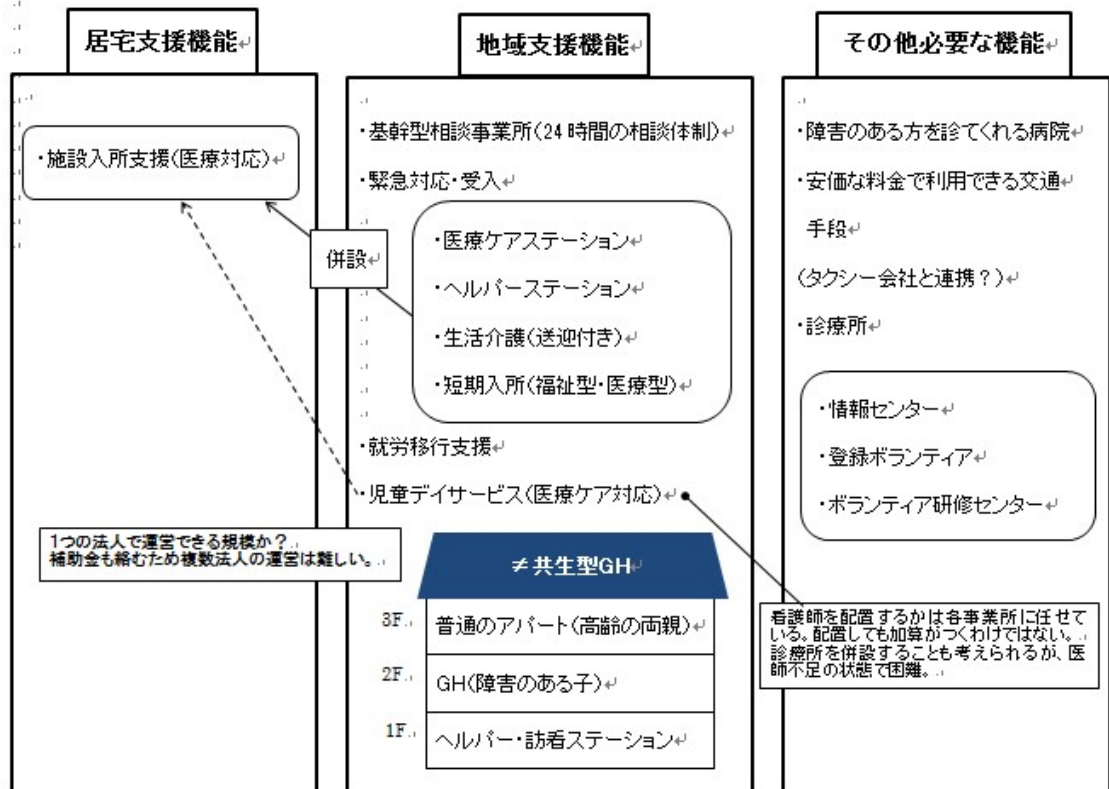 居宅支援機能
・施設入所支援(医療対応)
併設
1つの法人で運営できる規模か?
補助金も絡むため複数法人の運営は難しい。
地域支援機能
・基幹型相談事業所(24時間の相談体制)
・緊急対応・受入
・医療ケアステーション
・ヘルパーステーション
・生活介護(送迎付き)
・短期入所(福祉型・医療型)
・就労移行支援
・児童デイサービス(医療ケア対応)
≠共生型GH
3F
普通のアパート(高齢の両親)
2F
GH(障害のある子)
1F
ヘルパー・訪看ステーション
その他必要な機能
・障害のある方を診てくれる病院
・安価な料金で利用できる交通
手段
(タクシー会社と連携?)
・診療所
・情報センター
・登録ボランティア
・ボランティア研修センター
看護師を配置するかは各事業所に任せて
いる。配置しても加算がつくわけではない。
診療所を併設することも考えられるが、医
師不足の状態で困難。